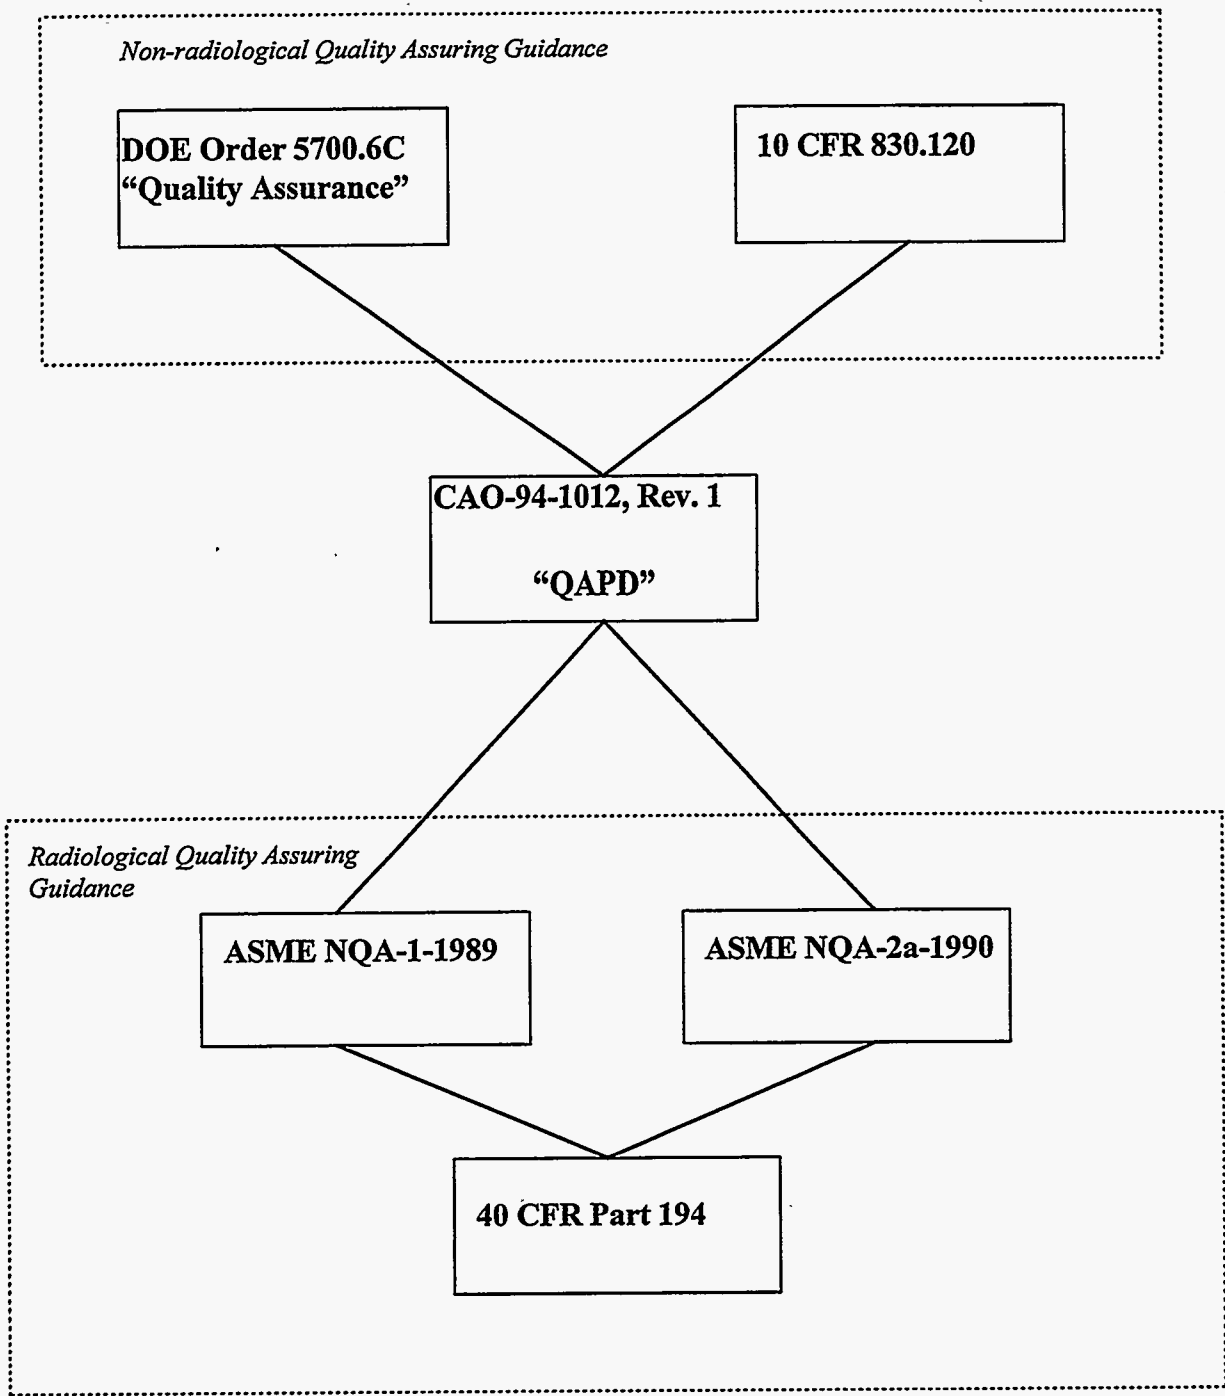 Non-radiological Quality Assuring Guidance
DOE Order 5700.6C
“Quality Assurance”
10 CFR 830.120
CAO-94-1012, Rev. 1
“QAPD”
Radiological Quality Assuring
Guidance
ASME NQA-1-1989
ASME NQA-2a-1990
40 CFR Part 194